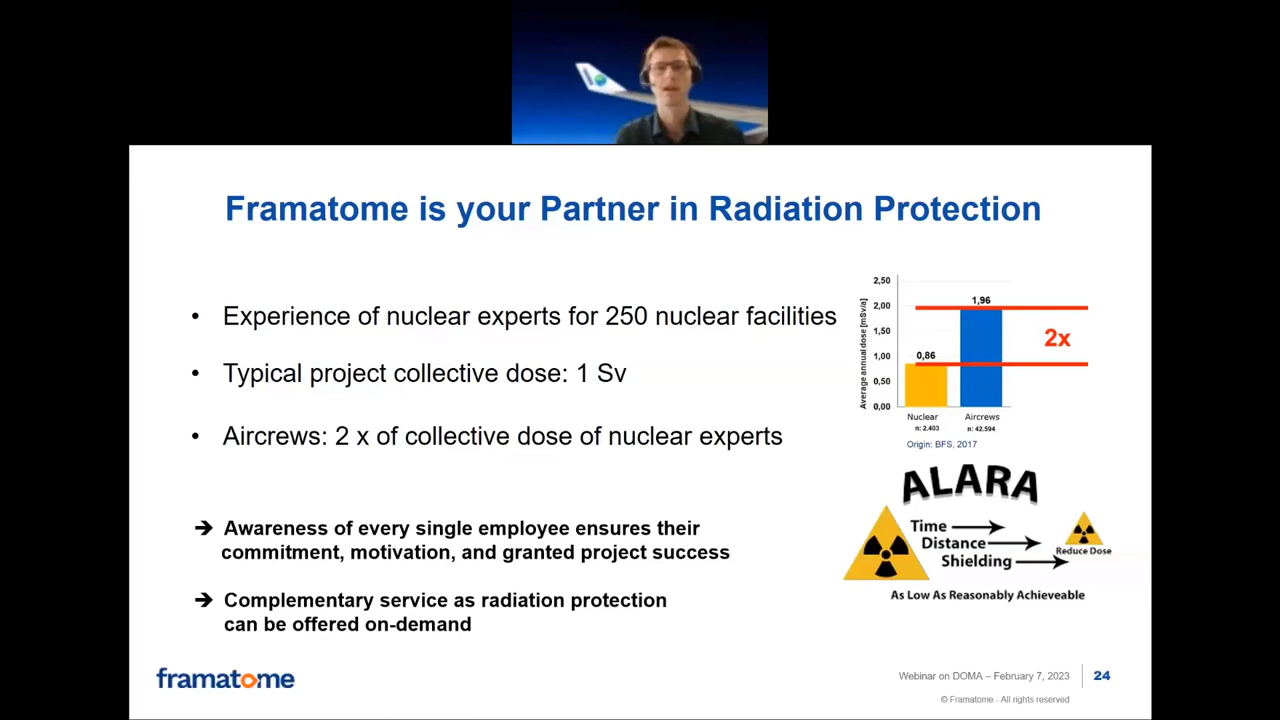 Framatome is your Partner in Radiation Protection
• Experience of nuclear experts for 250 nuclear facilities
• Typical project collective dose: 1 Sv
• Aircrews: 2 x of collective dose of nuclear experts
➔ Awareness of every single employee ensures their
commitment, motivation, and granted project success
➔ Complementary service as radiation protection
can be offered on-demand
Average annual dose [mSv/a]
2,50
2,00
1,50
1,00
0,50
0,00
0,86
1,96
2x
Nuclear
n: 2.403
Aircrews
n: 42.594
Origin: BFS, 2017
ALARA
Time
Distance
Shielding
Reduce Dose
As Low As Reasonably Achieveable
framatome
Webinar on DOMA – February 7, 2023
24
© Framatome - All rights reserved